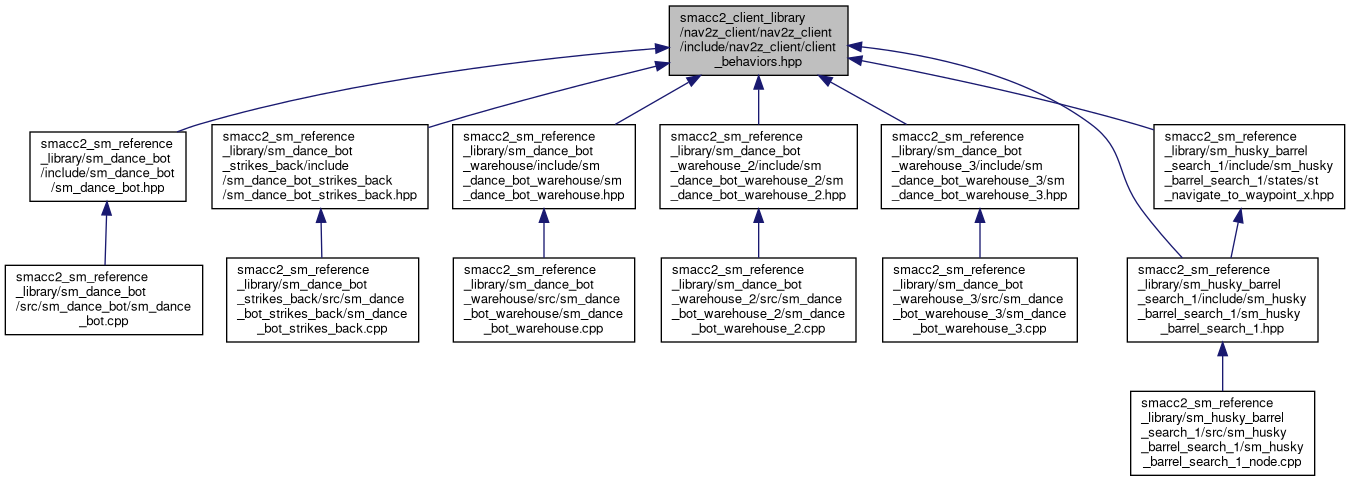 smacc2_client_library
/nav2z_client/nav2z_client
/include/nav2z_client/client
_behaviors.hpp
smacc2_sm_reference
_library/sm_dance_bot
/include/sm_dance_bot
/sm_dance_bot.hpp
smacc2_sm_reference
_library/sm_dance_bot
_strikes_back/include
/sm_dance_bot_strikes_back
/sm_dance_bot_strikes_back.hpp
smacc2_sm_reference
_library/sm_dance_bot
_warehouse/include/sm
_dance_bot_warehouse/sm
_dance_bot_warehouse.hpp
smacc2_sm_reference
_library/sm_dance_bot
_warehouse_2/include/sm
_dance_bot_warehouse_2/sm
_dance_bot_warehouse_2.hpp
smacc2_sm_reference
_library/sm_dance_bot
_warehouse_3/include/sm
_dance_bot_warehouse_3/sm
_dance_bot_warehouse_3.hpp
smacc2_sm_reference
_library/sm_husky_barrel
_search_1/include/sm_husky
_barrel_search_1/states/st
_navigate_to_waypoint_x.hpp
smacc2_sm_reference
_library/sm_dance_bot
/src/sm_dance_bot/sm_dance
_bot.cpp
smacc2_sm_reference
_library/sm_dance_bot
_strikes_back/src/sm_dance
_bot_strikes_back/sm_dance
_bot_strikes_back.cpp
smacc2_sm_reference
_library/sm_dance_bot
_warehouse/src/sm_dance
_bot_warehouse/sm_dance
_bot_warehouse.cpp
smacc2_sm_reference
_library/sm_dance_bot
_warehouse_2/src/sm_dance
_bot_warehouse_2/sm_dance
_bot_warehouse_2.cpp
smacc2_sm_reference
_library/sm_dance_bot
_warehouse_3/src/sm_dance
_bot_warehouse_3/sm_dance
_bot_warehouse_3.cpp
smacc2_sm_reference
_library/sm_husky_barrel
_search_1/include/sm_husky
_barrel_search_1/sm_husky
_barrel_search_1.hpp
smacc2_sm_reference
_library/sm_husky_barrel
_search_1/src/sm_husky
_barrel_search_1/sm_husky
_barrel_search_1_node.cpp